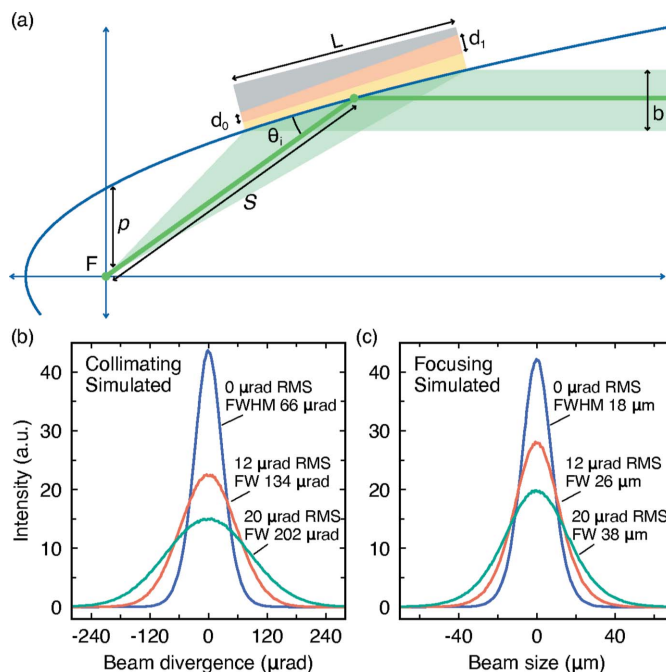 (a)
L
d1
d0
θi
b
S
p
F
(b)
(c)
Collimating
Simulated
0 μrad RMS
FWHM 66 μrad
12 μrad RMS
FW 134 μrad
20 μrad RMS
FW 202 μrad
Intensity (a.u.)
40
30
20
10
0
-240 -120 0 120 240
Beam divergence (μrad)
Focusing
Simulated
0 μrad RMS
FWHM 18 μm
12 μrad RMS
FW 26 μm
20 μrad RMS
FW 38 μm
40
30
20
10
0
-40 0 40
Beam size (μm)